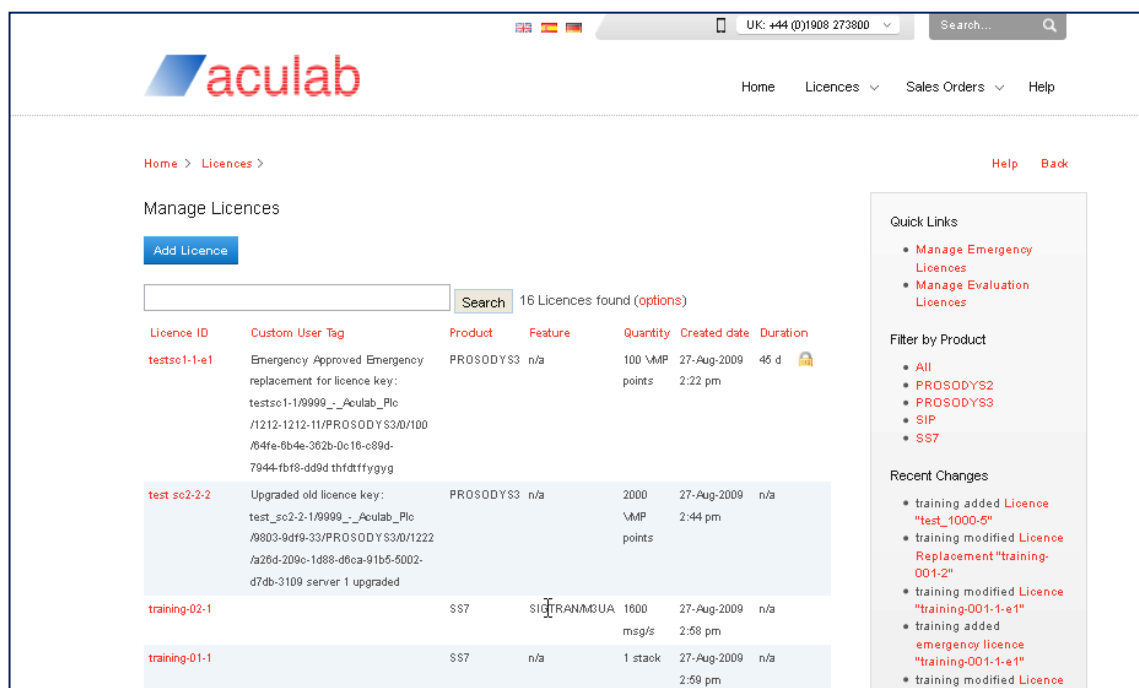 UK: +44 (0)1908 273800
Search...
aculab
Home Licences Sales Orders Help
Home > Licences >
Help Back
Manage Licences
Add Licence
Search 16 Licences found (options)
Licence ID Custom User Tag Product Feature Quantity Created date Duration
testsc1-1-e1 Emergency Approved Emergency PROSODYS3 n/a 100 VMP 27-Aug-2009 45 d
replacement for licence key: points 2:22 pm
testsc1-1/9999_-_Aculab_Plc
/1212-1212-11/PROSODYS3/0/100
/64fe-6b4e-362b-0c16-c89d-
7944-fbf8-dd9d thfdtffygyg
test sc2-2-2 Upgraded old licence key: PROSODYS3 n/a 2000 27-Aug-2009 n/a
test_sc2-2-1/9999_-_Aculab_Plc VMP 2:44 pm
/9803-9df9-33/PROSODYS3/0/1222 points
/a26d-209c-1d88-d6ca-91b5-5002-
d7db-3109 server 1 upgraded
training-02-1 SS7 SIGTRAN/M3UA 1600 27-Aug-2009 n/a
msg/s 2:58 pm
training-01-1 SS7 n/a 1 stack 27-Aug-2009 n/a
2:59 pm
Quick Links
Manage Emergency
Licences
Manage Evaluation
Licences
Filter by Product
All
PROSODYS2
PROSODYS3
SIP
SS7
Recent Changes
training added Licence
"test_1000-5"
training modified Licence
Replacement "training-
001-2"
training modified Licence
"training-001-1-e1"
training added
emergency licence
"training-001-1-e1"
training modified Licence